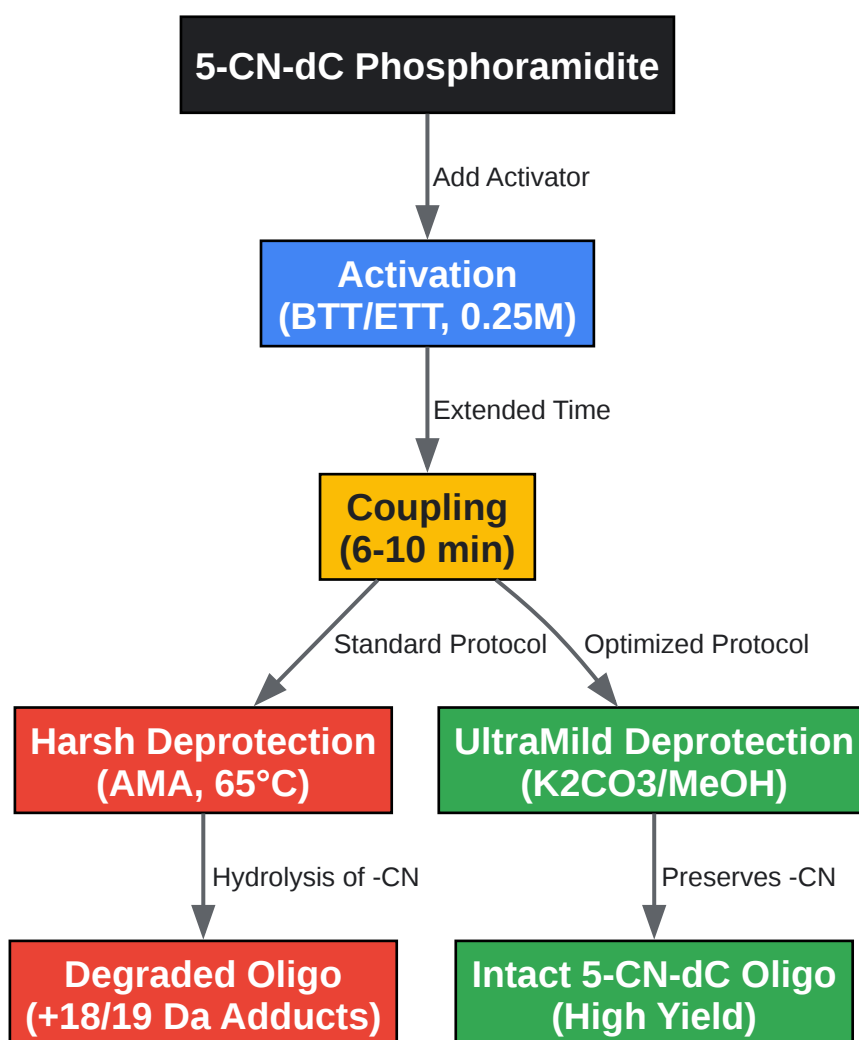 5-CN-dC Phosphoramidite
Add Activator
Activation
(BTT/ETT, 0.25M)
Extended Time
Coupling
(6-10 min)
Standard Protocol
Optimized Protocol
Harsh Deprotection
(AMA, 65°C)
UltraMild Deprotection
(K2CO3/MeOH)
Hydrolysis of -CN
Preserves -CN
Degraded Oligo
(+18/19 Da Adducts)
Intact 5-CN-dC Oligo
(High Yield)